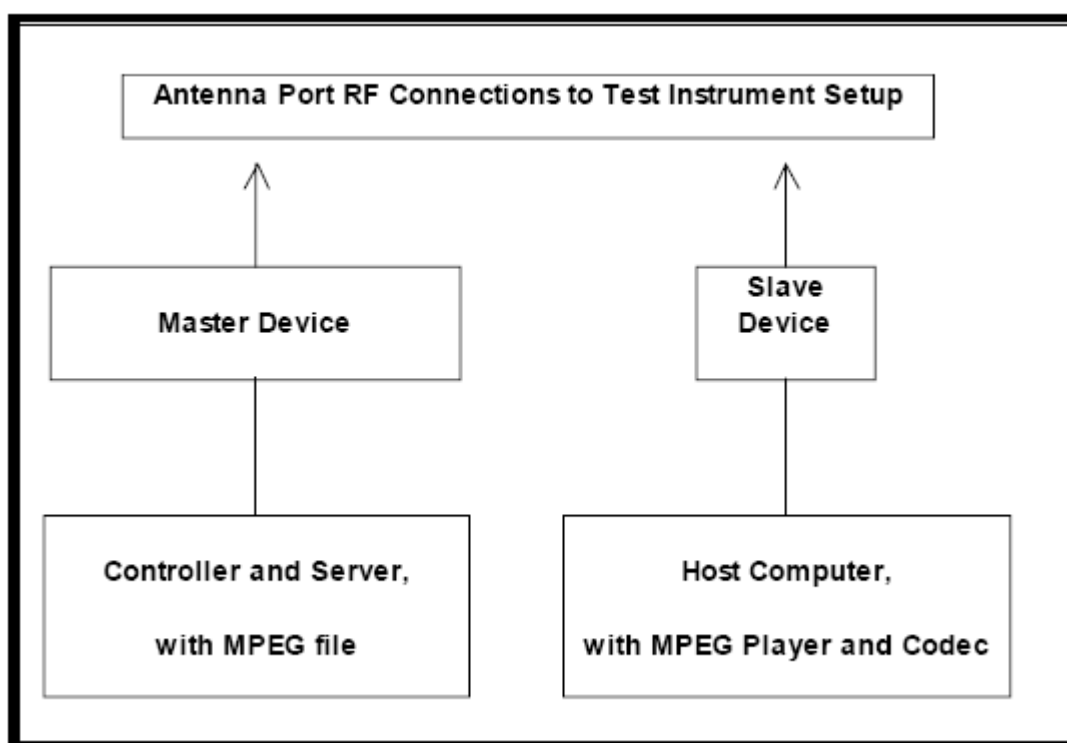 Antenna Port RF Connections to Test Instrument Setup
Master Device
Slave
Device
Controller and Server,
with MPEG file
Host Computer,
with MPEG Player and Codec